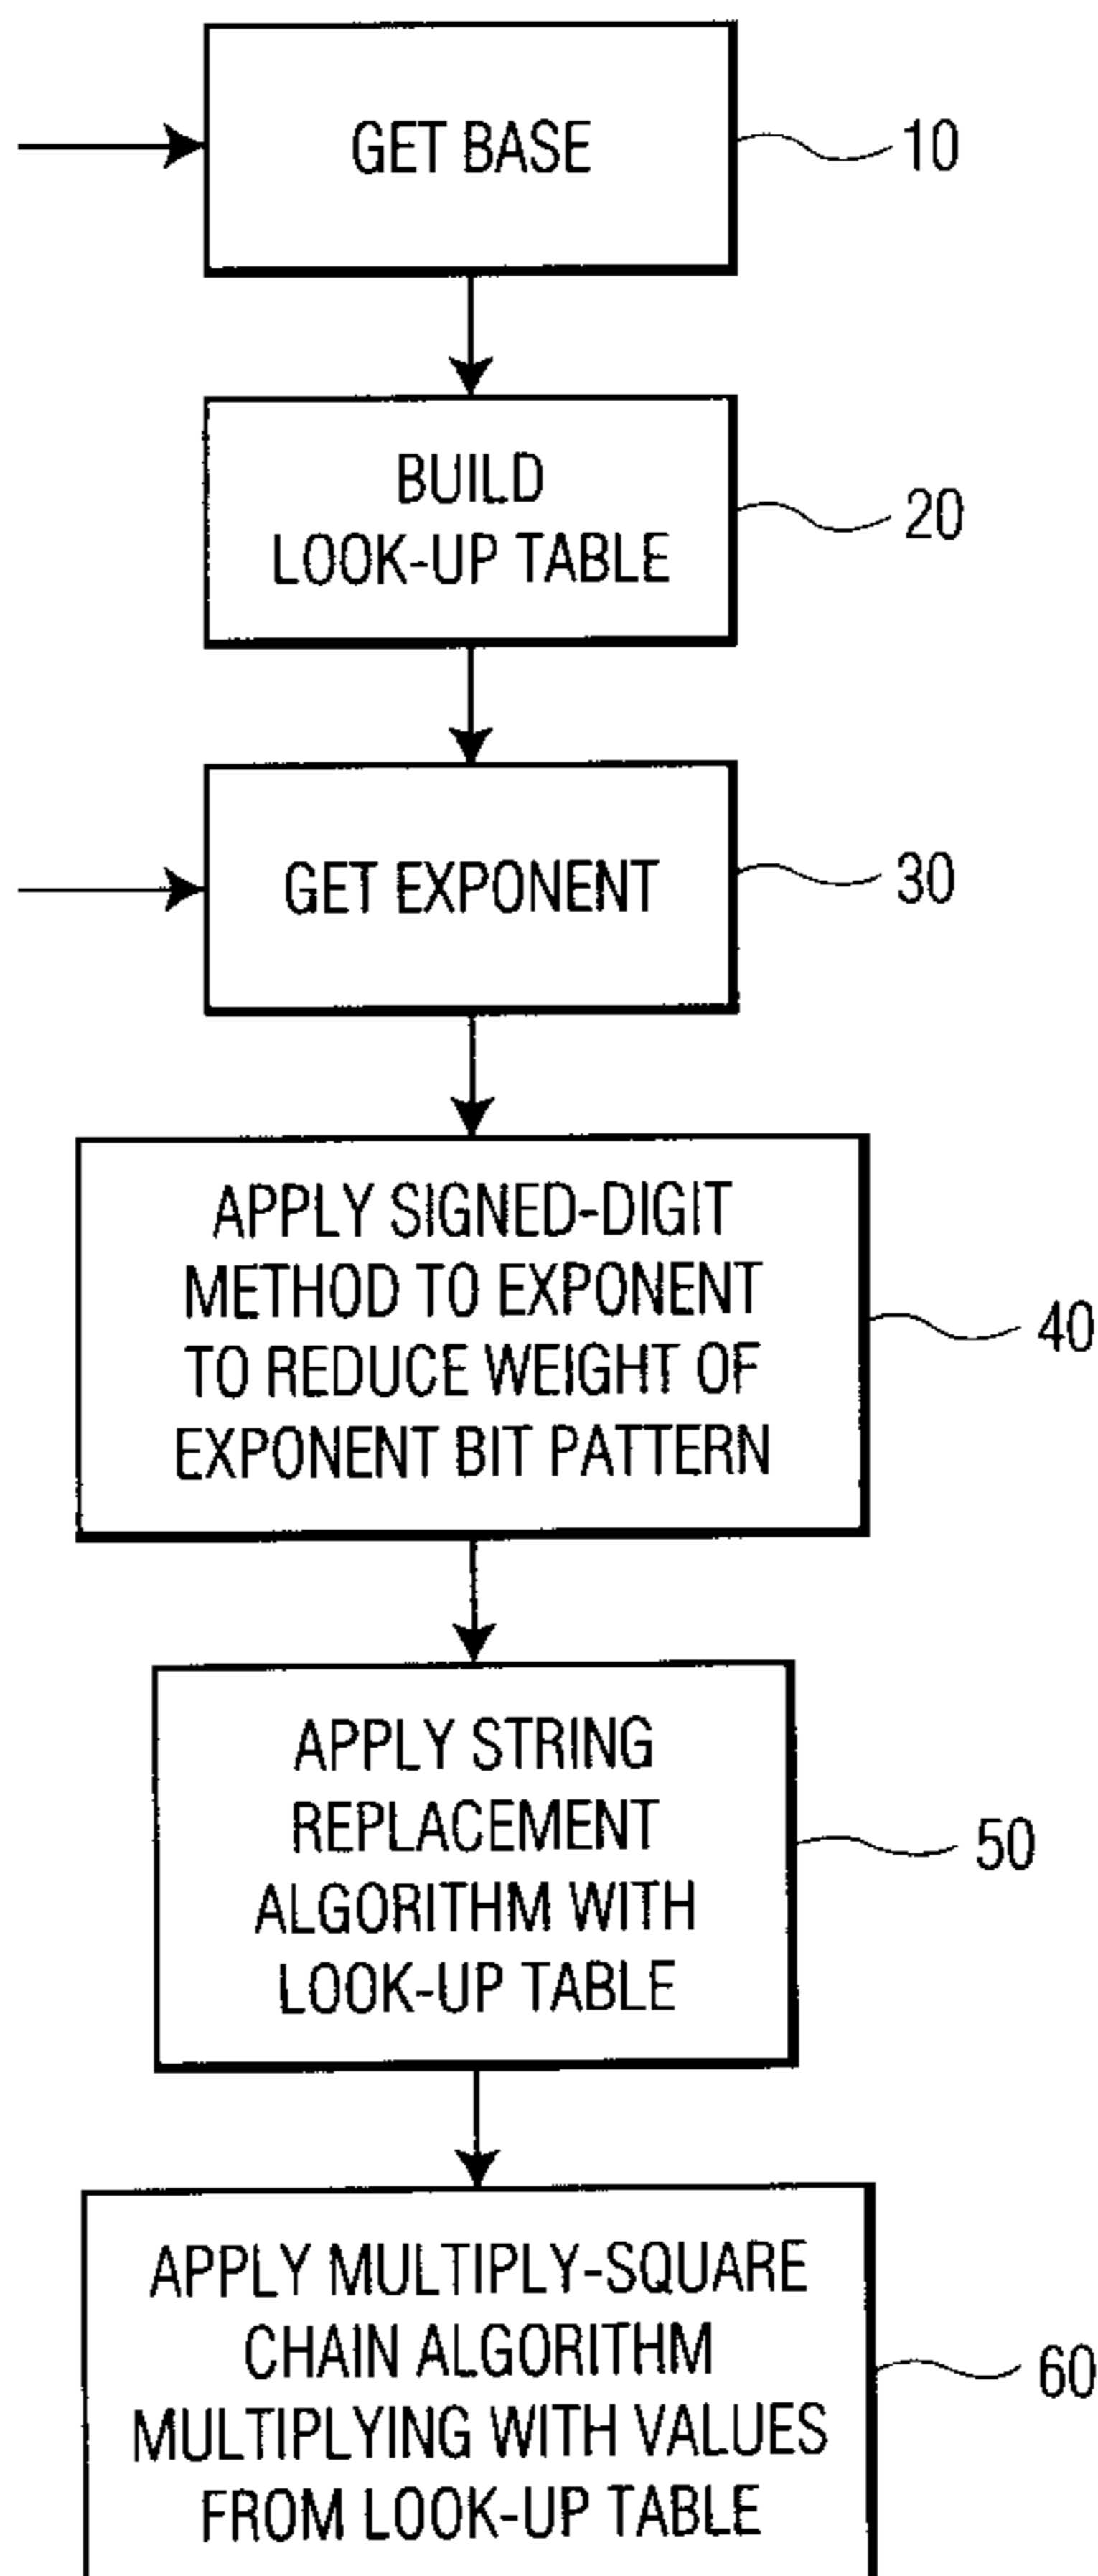 GET BASE
10
BUILD
LOOK-UP TABLE
20
GET EXPONENT
30
APPLY SIGNED-DIGIT
METHOD TO EXPONENT
TO REDUCE WEIGHT OF
EXPONENT BIT PATTERN
40
APPLY STRING
REPLACEMENT
ALGORITHM WITH
LOOK-UP TABLE
50
APPLY MULTIPLY-SQUARE
CHAIN ALGORITHM
MULTIPLYING WITH VALUES
FROM LOOK-UP TABLE
60